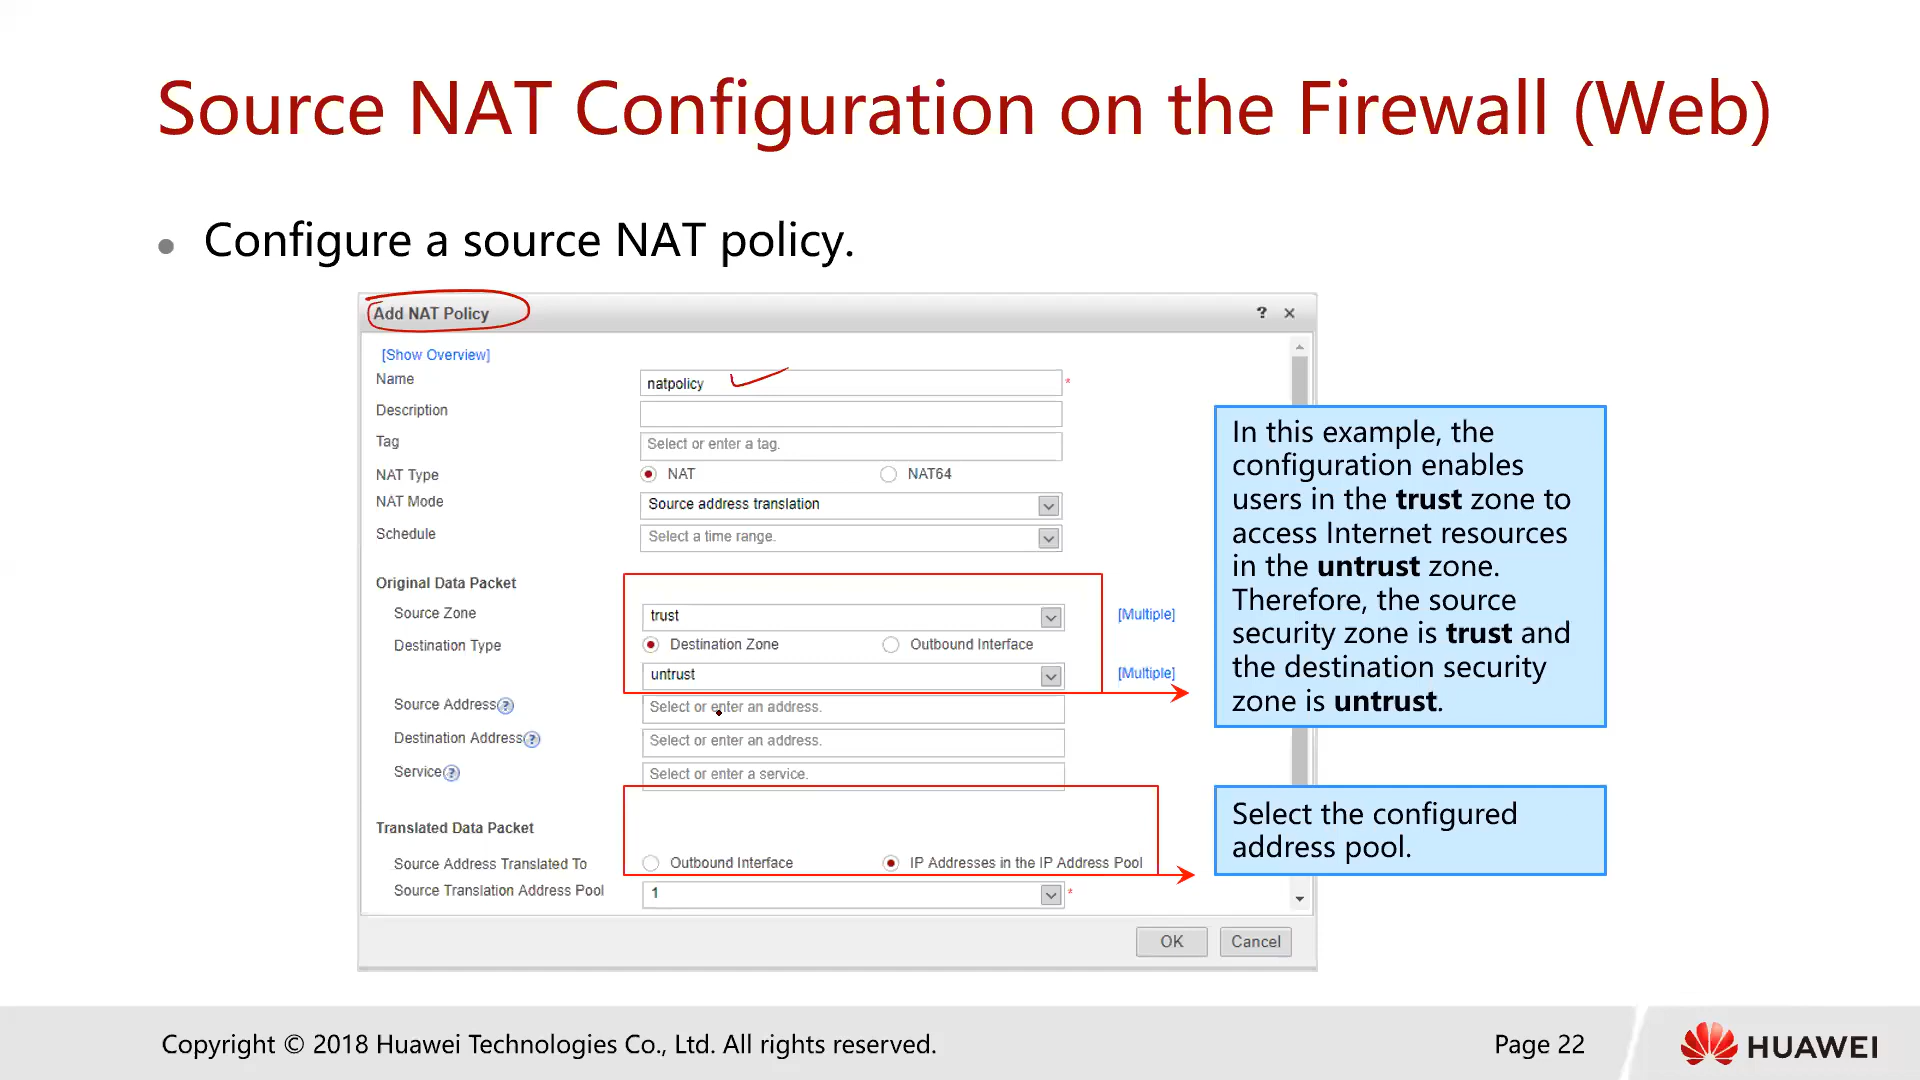 Source NAT Configuration on the Firewall (Web)
Configure a source NAT policy.
Add NAT Policy
?
[Show Overview]
Name natpolicy *
Description
Tag Select or enter a tag.
NAT Type NAT NAT64
NAT Mode Source address translation
Schedule Select a time range.
Original Data Packet
Source Zone trust [Multiple]
Destination Type Destination Zone Outbound Interface
untrust [Multiple]
Source Address ? Select or enter an address.
Destination Address ? Select or enter an address.
Service ? Select or enter a service.
Translated Data Packet
Source Address Translated To Outbound Interface IP Addresses in the IP Address Pool
Source Translation Address Pool 1 *
OK Cancel
In this example, the
configuration enables
users in the trust zone to
access Internet resources
in the untrust zone.
Therefore, the source
security zone is trust and
the destination security
zone is untrust.
Select the configured
address pool.
Copyright © 2018 Huawei Technologies Co., Ltd. All rights reserved.
Page 22
HUAWEI